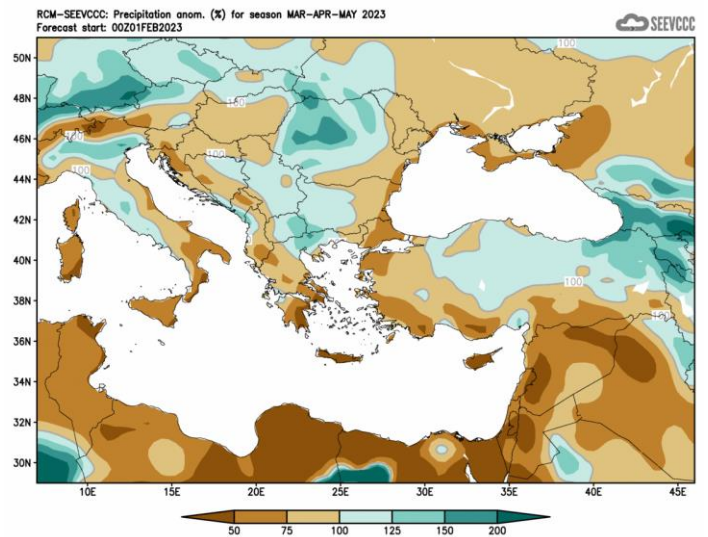 RCM-SEEVCCC: Precipitation anom. (%) for season MAR-APR-MAY 2023
Forecast start: 00Z01FEB2023
SEEVCCC
50N
48N
46N
44N
42N
40N
38N
36N
34N
32N
30N
100
100
100
100
100
10E 15E 20E 25E 30E 35E 40E 45E
50 75 100 125 150 200